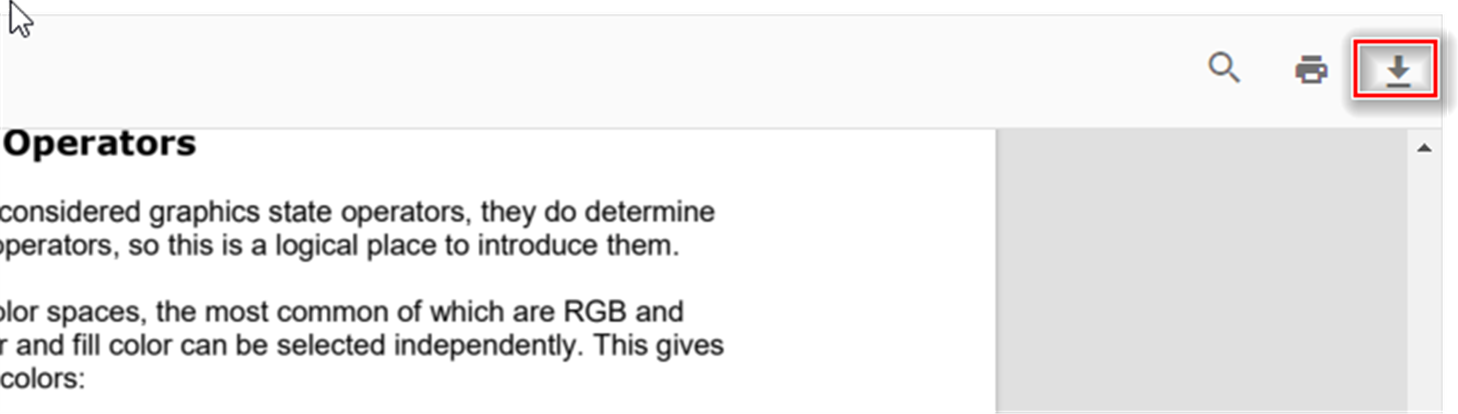 Operators
considered graphics state operators, they do determine
operators, so this is a logical place to introduce them.
olor spaces, the most common of which are RGB and
r and fill color can be selected independently. This gives
colors: